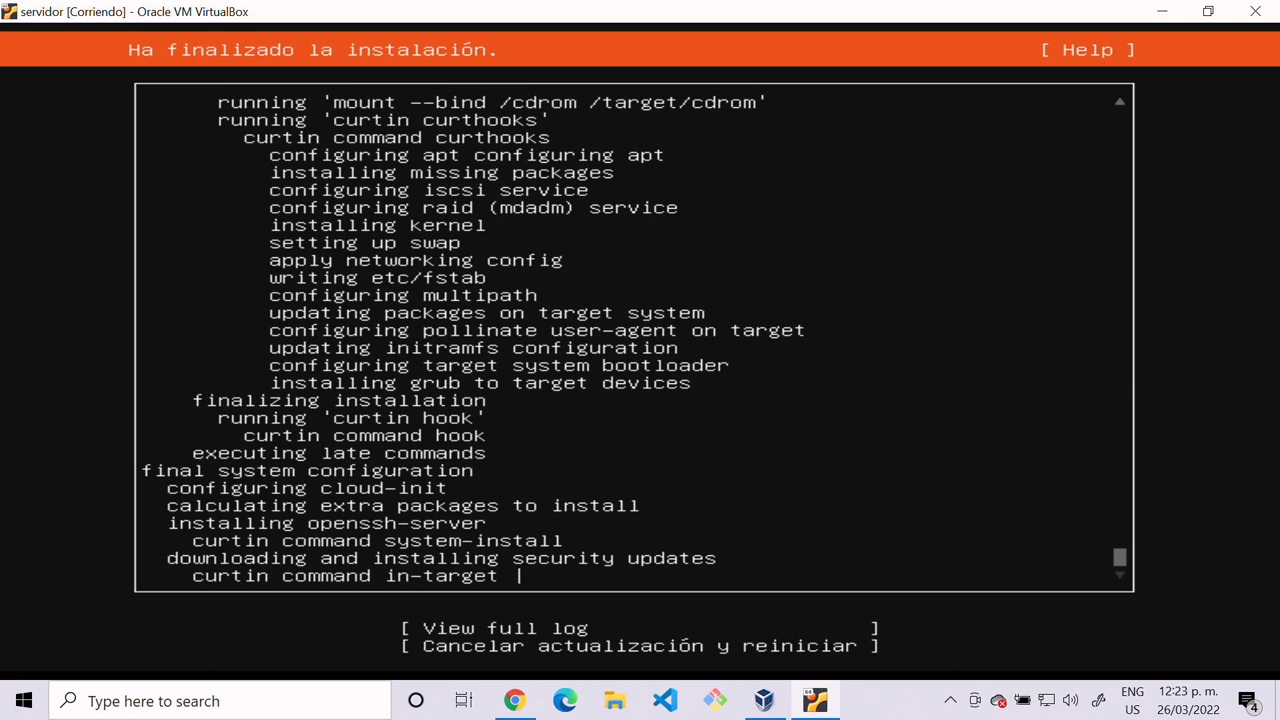 servidor [Corriendo] - Oracle VM VirtualBox
Ha finalizado la instalación.
[ Help ]
running 'mount --bind /cdrom /target/cdrom'
running 'curtin curthooks'
curtin command curthooks
configuring apt configuring apt
installing missing packages
configuring iscsi service
configuring raid (mdadm) service
installing kernel
setting up swap
apply networking config
writing etc/fstab
configuring multipath
updating packages on target system
configuring pollinate user-agent on target
updating initramfs configuration
configuring target system bootloader
installing grub to target devices
finalizing installation
running 'curtin hook'
curtin command hook
executing late commands
final system configuration
configuring cloud-init
calculating extra packages to install
installing openssh-server
curtin command system-install
downloading and installing security updates
curtin command in-target |
[ View full log ]
[ Cancelar actualización y reiniciar ]
Type here to search
64
ENG
US
12:23 p. m.
26/03/2022
4